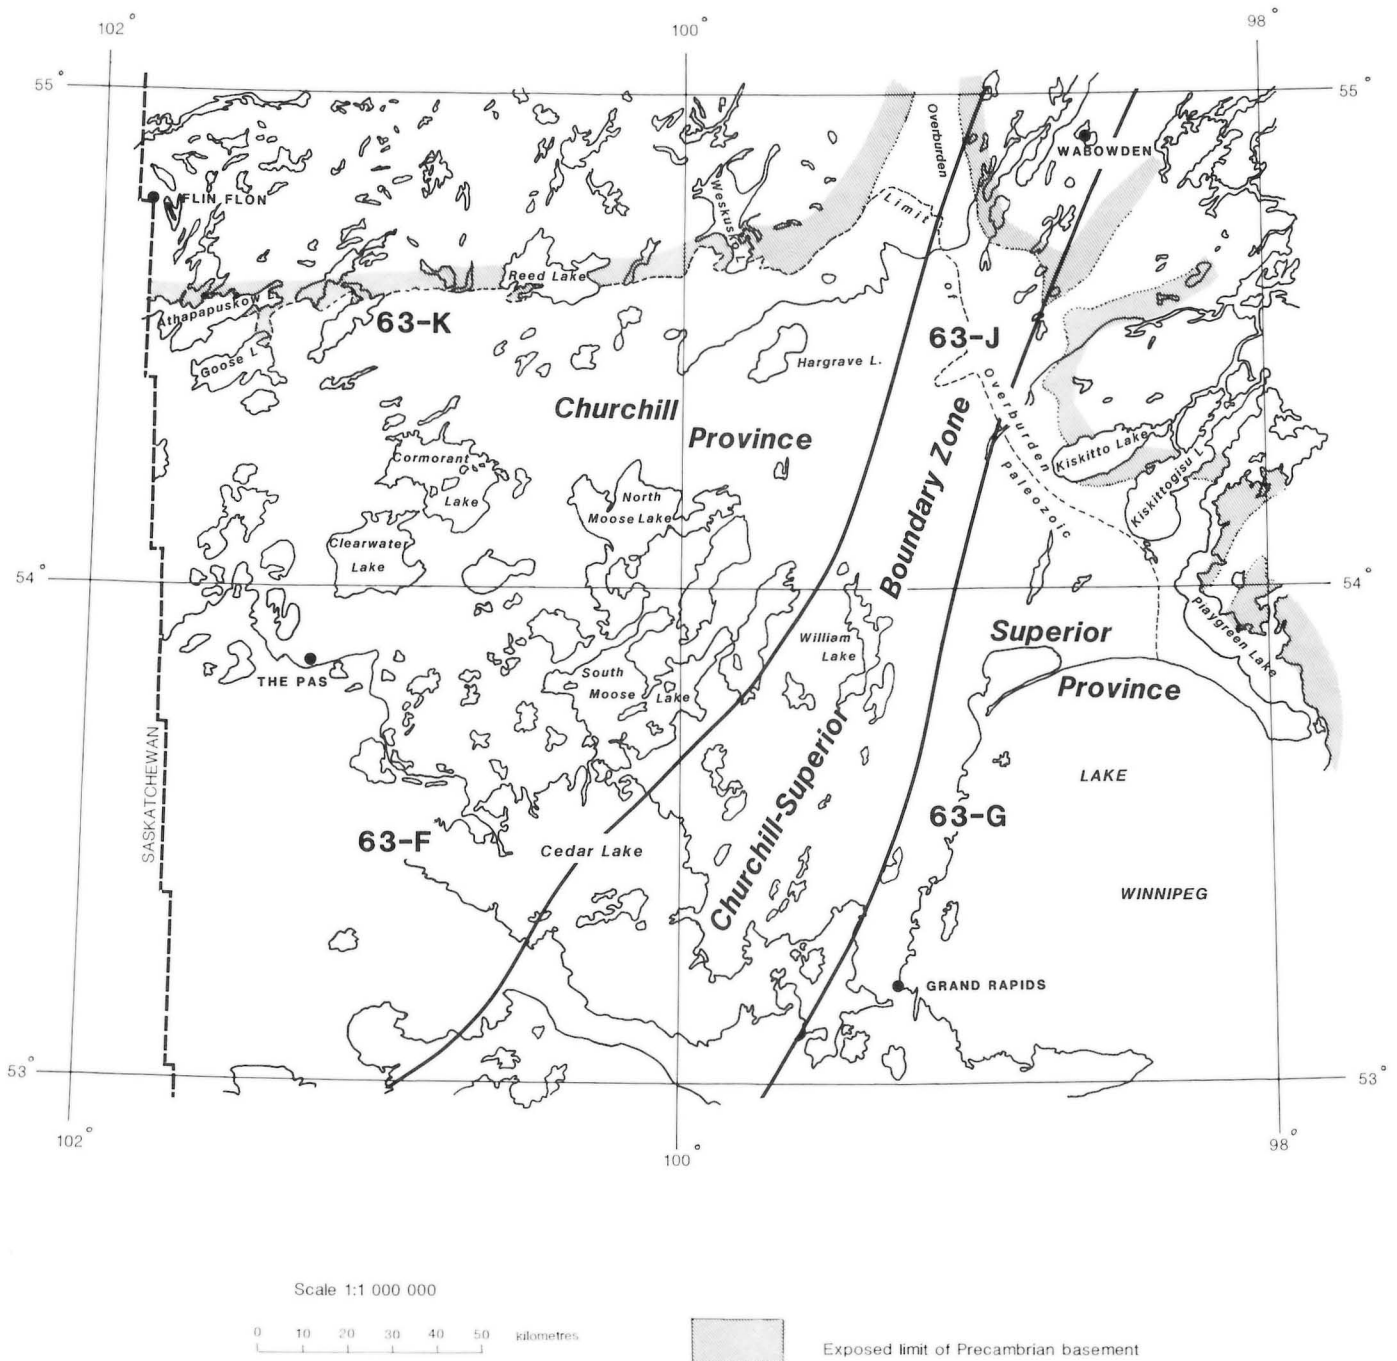 102°
100°
98°
55°
55°
Overburden
WABOWDEN
FLIN FLON
Weskusko L.
Limit
Reed Lake
Athapapuskow L.
63-K
of
63-J
Goose L.
Hargrave L.
Overburden
Churchill
Province
Kiskitto Lake
Cormorant
Lake
Boundary Zone
Paleozoic
Kiskittogisu L.
North
Moose Lake
Clearwater
Lake
54°
54°
Playgreen Lake
William
Lake
Superior
Province
THE PAS
South
Moose Lake
SASKATCHEWAN
Churchill-Superior
LAKE
63-G
63-F
Cedar Lake
WINNIPEG
GRAND RAPIDS
53°
53°
102°
100°
98°
Scale 1:1 000 000
0 10 20 30 40 50 kilometres
Exposed limit of Precambrian basement